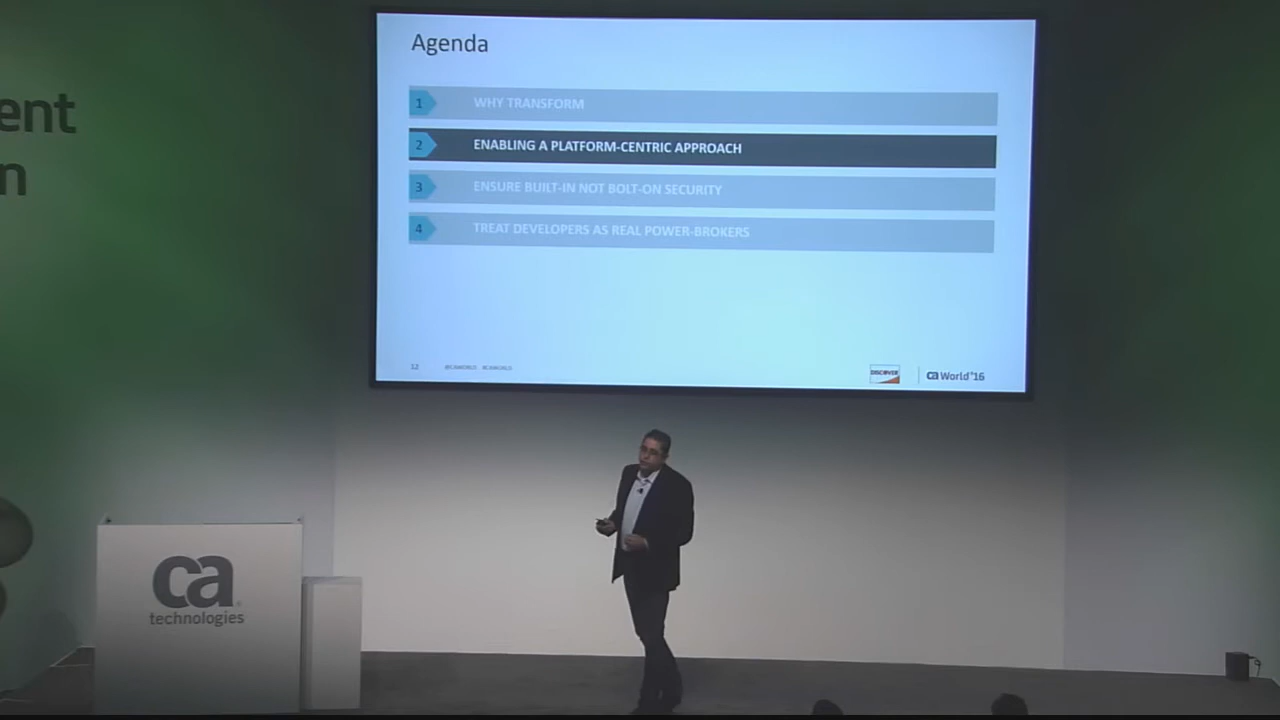 ent
n
Agenda
1 WHY TRANSFORM
2 ENABLING A PLATFORM-CENTRIC APPROACH
3 ENSURE BUILT-IN NOT BOLT-ON SECURITY
4 TREAT DEVELOPERS AS REAL POWER-BROKERS
12
DISCOVER
ca World '16
ca
technologies